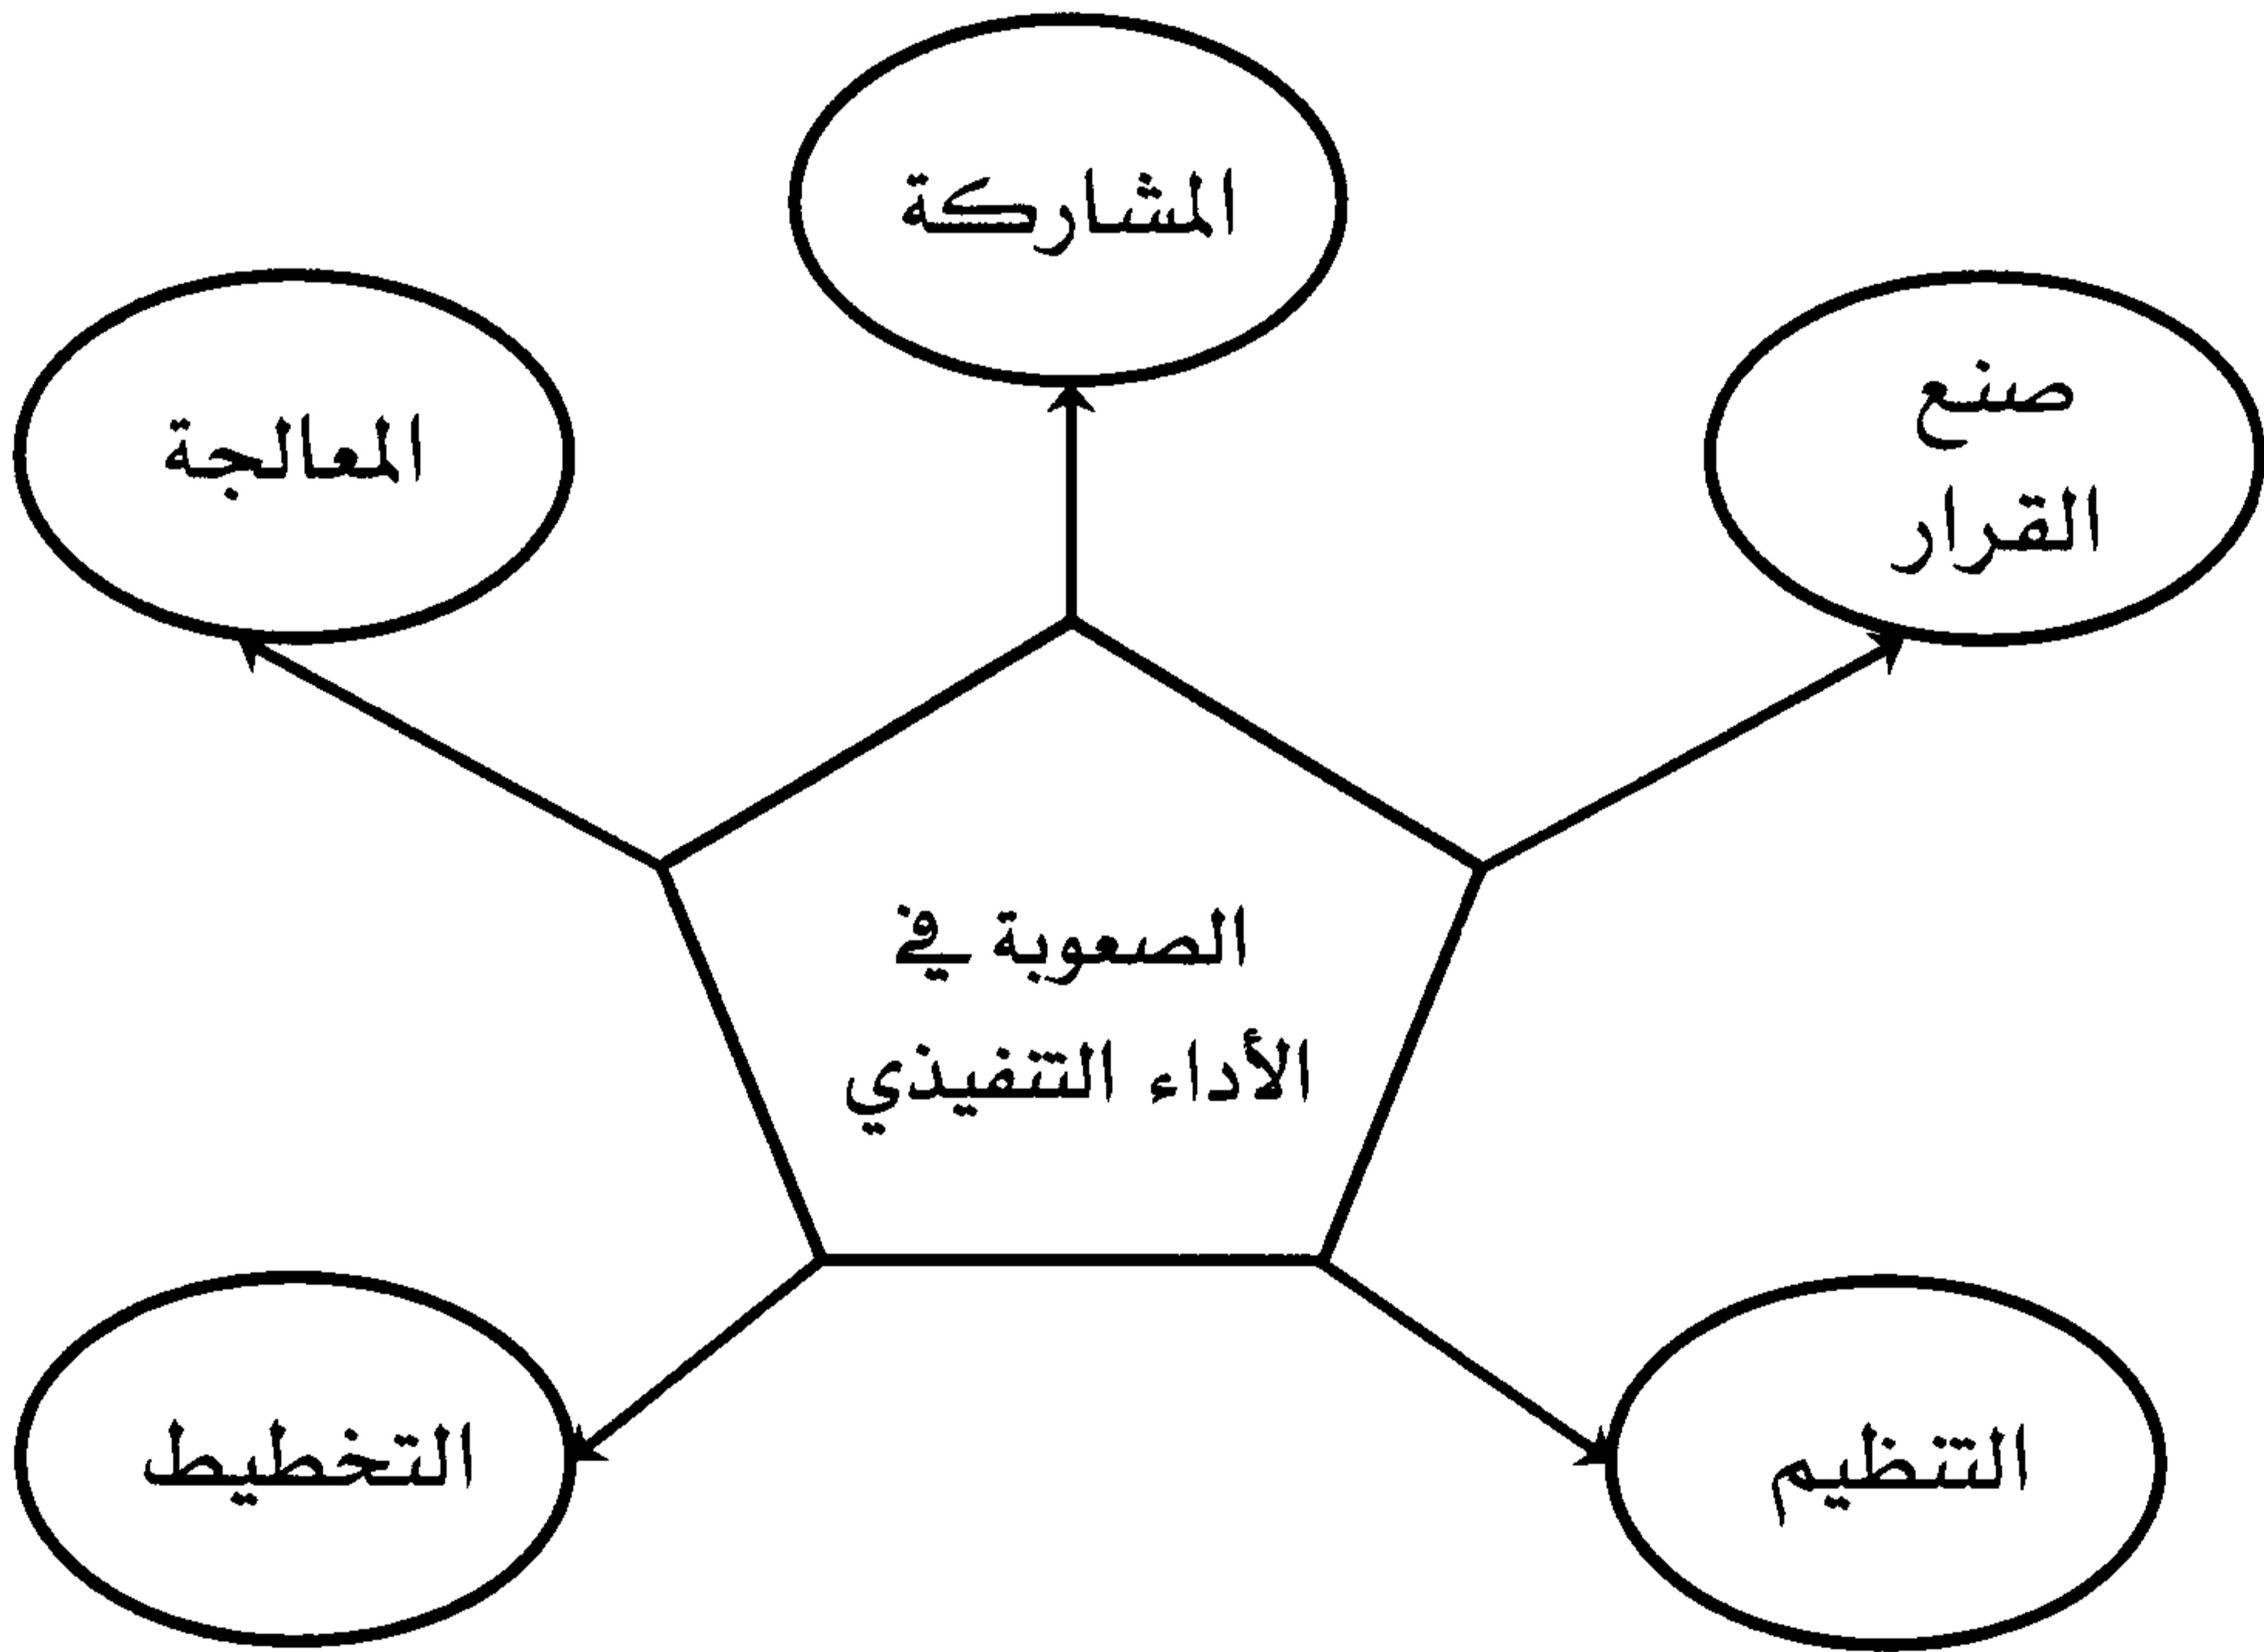 المشاركة
صنع
القرار
المعالجة
الصعوبة في
الأداء التنفيذي
التنظيم
التخطيط